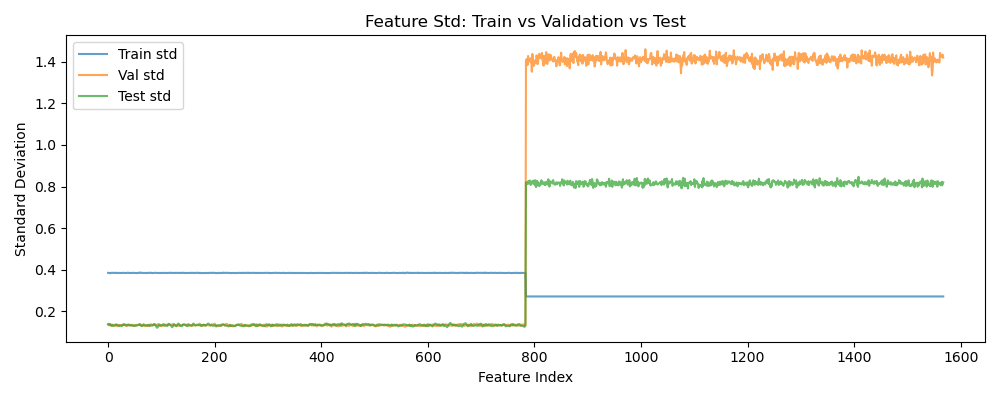 Feature Std: Train vs Validation vs Test
Train std
Val std
Test std
Standard Deviation
1.4
1.2
1.0
0.8
0.6
0.4
0.2
0
200
400
600
800
1000
1200
1400
1600
Feature Index